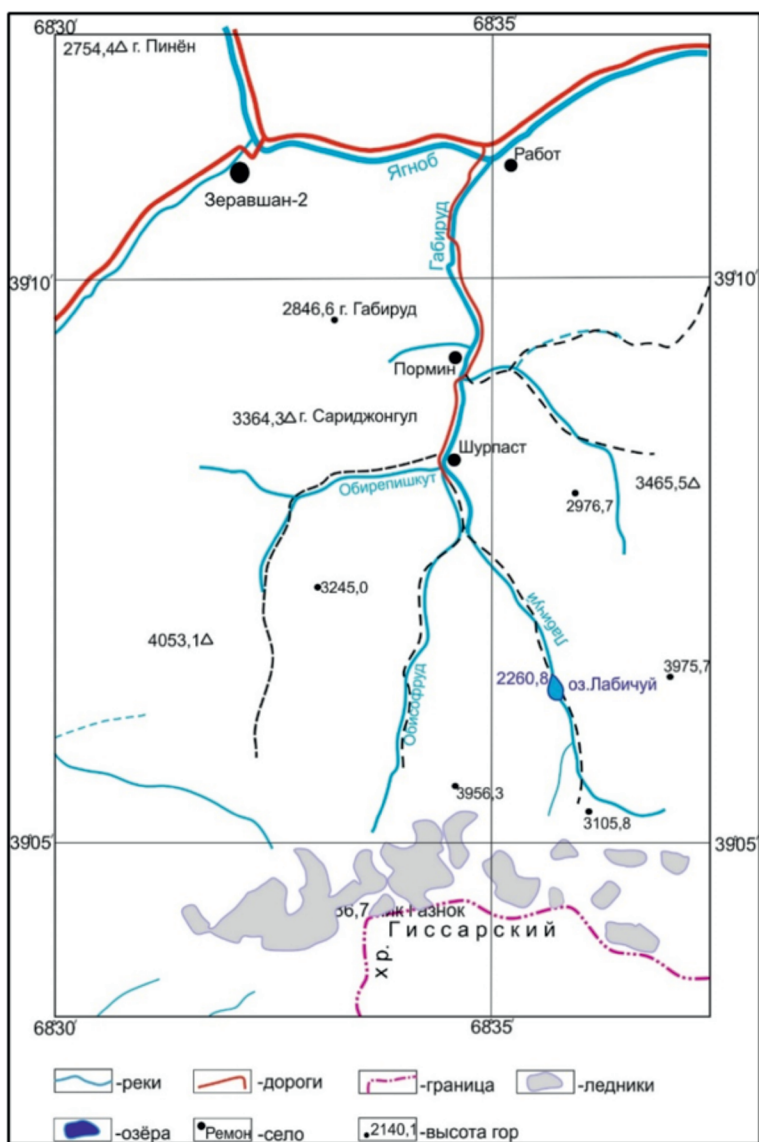 68°30′ 68°35′
2754,4 г. Пинён
Ягноб
Работ
Зеравшан-2
Габируд
39°10′ 39°10′
2846,6 г. Габируд
Пормин
3364,3 г. Сариджонгул
Шурпаст
Обирепишкут
3465,5
2976,7
3245,0
Лабичуй
4053,1
3975,7
2260,8 оз.Лабичуй
Обисофруд
3956,3
3105,8
39°05′ 39°05′
Газнок
Гиссарский
хр.
68°30′ 68°35′
-реки -дороги -граница -ледники
-озёра Ремон -село 2140,1 -высота гор